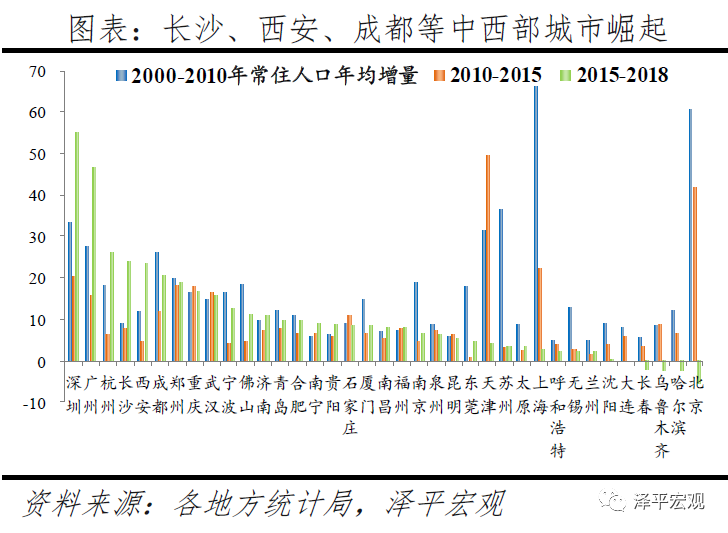 图表：长沙、西安、成都等中西部城市崛起
2000-2010年常住人口年均增量 2010-2015 2015-2018
70
60
50
40
30
20
10
0
-10
深圳 广州 杭州 长沙 西安 成都 郑州 重庆 武汉 宁波 佛山 济南 青岛 合肥 南宁 贵阳 石家庄 厦门 南昌 福州 南京 泉州 昆明 东莞 天津 苏州 太原 上海 呼和浩特 无锡 兰州 沈阳 大连 长春 乌鲁木齐 哈尔滨 北京
资料来源：各地方统计局，泽平宏观
泽平宏观